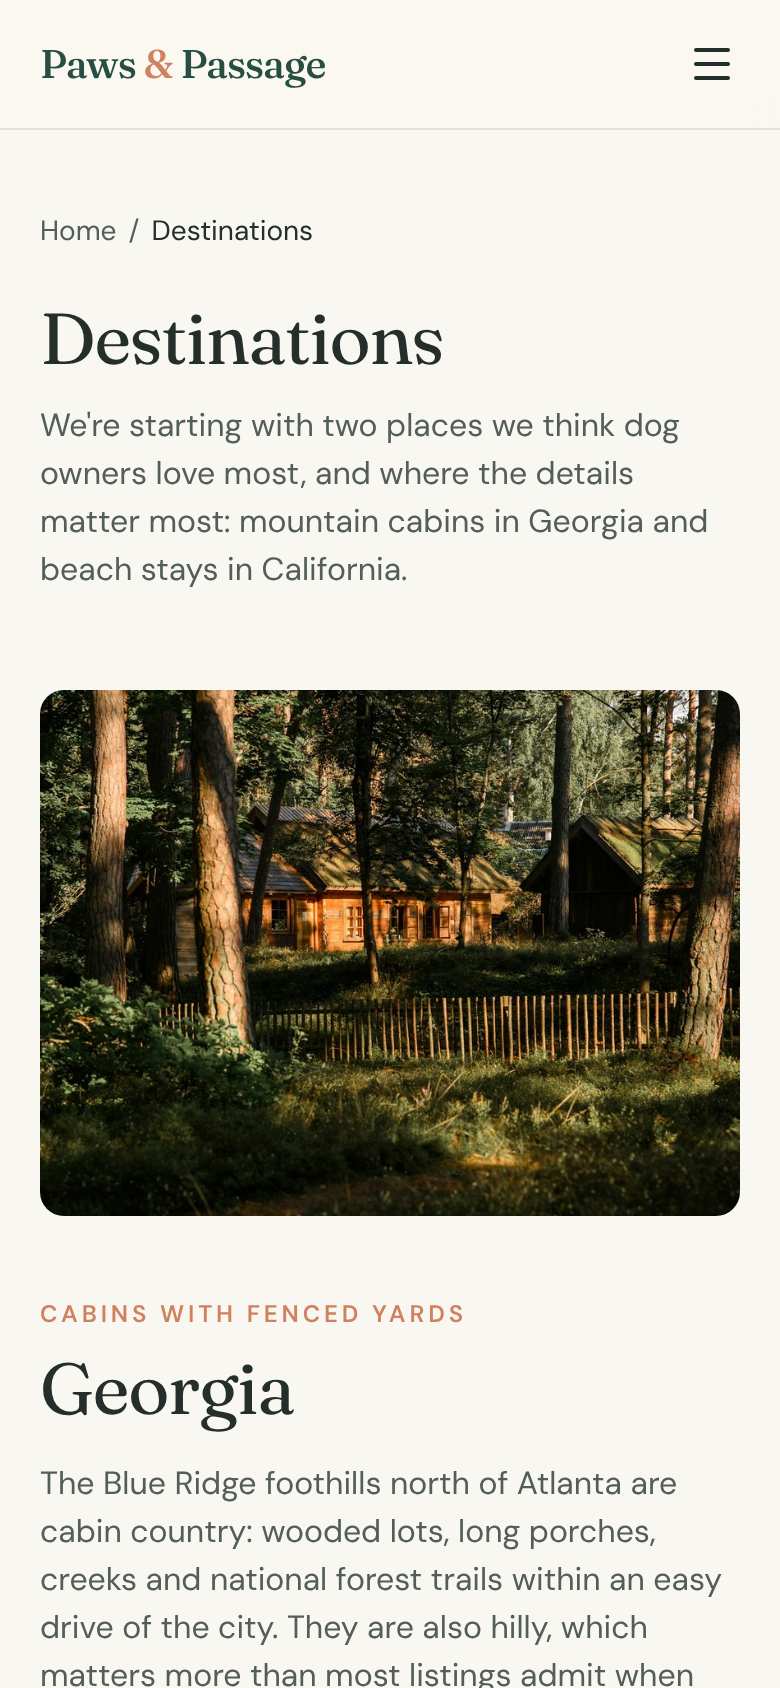 Paws & Passage
Home / Destinations
Destinations
We're starting with two places we think dog
owners love most, and where the details
matter most: mountain cabins in Georgia and
beach stays in California.
CABINS WITH FENCED YARDS
Georgia
The Blue Ridge foothills north of Atlanta are
cabin country: wooded lots, long porches,
creeks and national forest trails within an easy
drive of the city. They are also hilly, which
matters more than most listings admit when